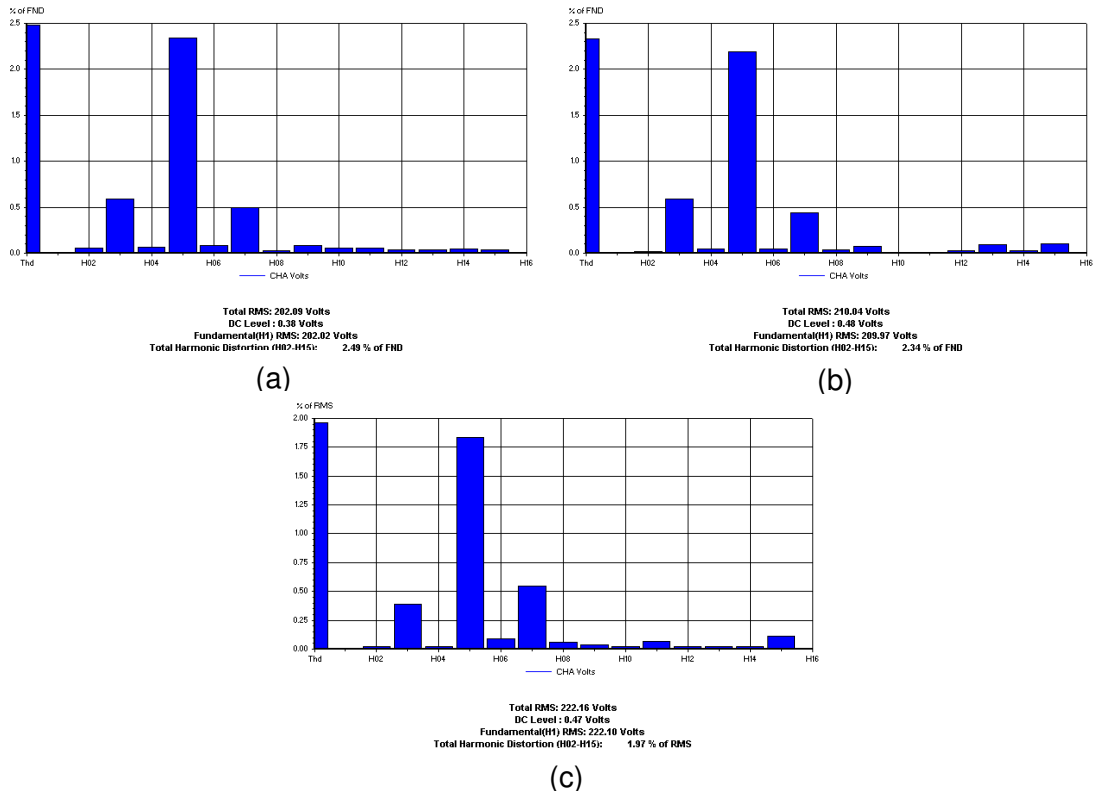 % of FND
2.5
2.0
1.5
1.0
0.5
0.0
Thd H02 H04 H06 H08 H10 H12 H14 H16
CHA Volts
Total RMS: 202.09 Volts
DC Level : 0.38 Volts
Fundamental(H1) RMS: 202.02 Volts
Total Harmonic Distortion (H02-H15): 2.49 % of FND
(a)
% of FND
2.5
2.0
1.5
1.0
0.5
0.0
Thd H02 H04 H06 H08 H10 H12 H14 H16
CHA Volts
Total RMS: 210.04 Volts
DC Level : 0.48 Volts
Fundamental(H1) RMS: 209.97 Volts
Total Harmonic Distortion (H02-H15): 2.34 % of FND
(b)
% of RMS
2.00
1.75
1.50
1.25
1.00
0.75
0.50
0.25
0.00
Thd H02 H04 H06 H08 H10 H12 H14 H16
CHA Volts
Total RMS: 222.16 Volts
DC Level : 0.47 Volts
Fundamental(H1) RMS: 222.10 Volts
Total Harmonic Distortion (H02-H15): 1.97 % of RMS
(c)